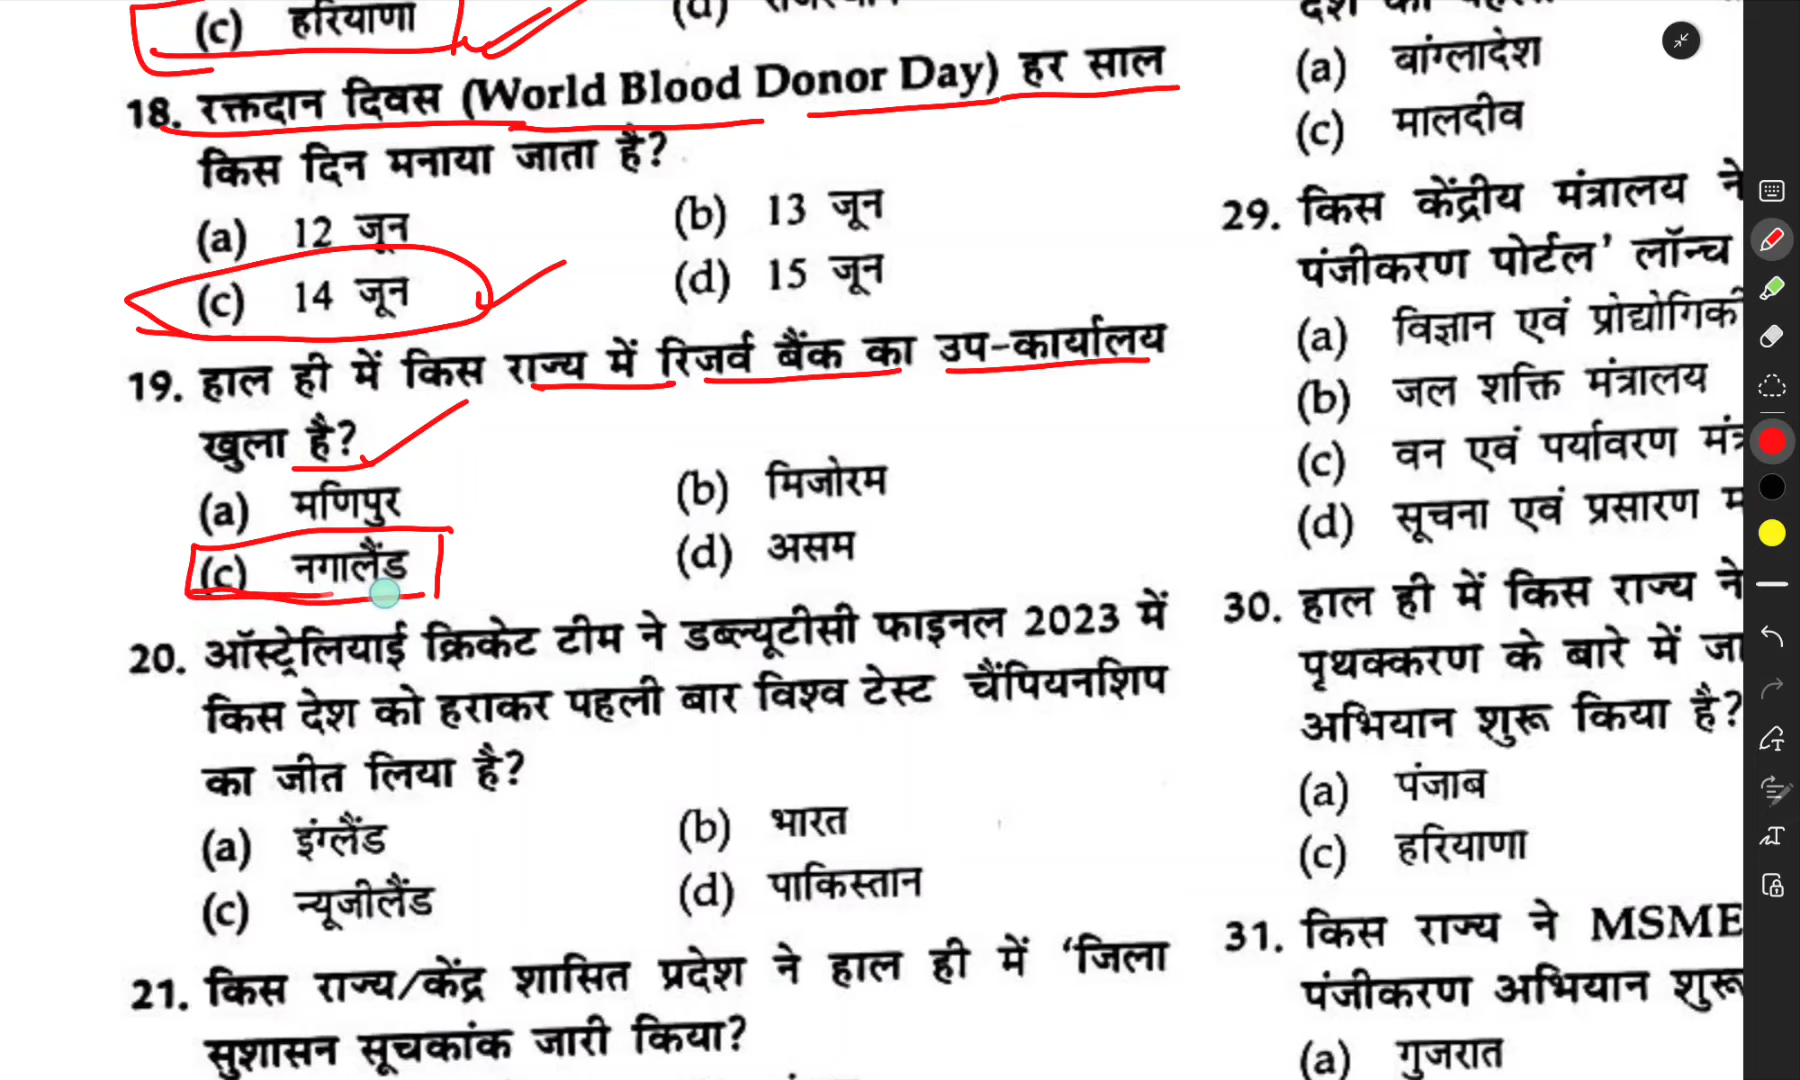 (c) हरियाणा
(d)
18. रक्तदान दिवस (World Blood Donor Day) हर साल
किस दिन मनाया जाता है?
(a) 12 जून
(b) 13 जून
(c) 14 जून
(d) 15 जून
19. हाल ही में किस राज्य में रिजर्व बैंक का उप-कार्यालय
खुला है?
(a) मणिपुर
(b) मिजोरम
(c) नगालैंड
(d) असम
20. ऑस्ट्रेलियाई क्रिकेट टीम ने डब्ल्यूटीसी फाइनल 2023 में
किस देश को हराकर पहली बार विश्व टेस्ट चैंपियनशिप
का जीत लिया है?
(a) इंग्लैंड
(b) भारत
(c) न्यूजीलैंड
(d) पाकिस्तान
21. किस राज्य/केंद्र शासित प्रदेश ने हाल ही में ‘जिला
सुशासन सूचकांक जारी किया?
(a) बांग्लादेश
(c) मालदीव
29. किस केंद्रीय मंत्रालय ने
पंजीकरण पोर्टल’ लॉन्च
(a) विज्ञान एवं प्रोद्योगिकी
(b) जल शक्ति मंत्रालय
(c) वन एवं पर्यावरण
(d) सूचना एवं प्रसारण
30. हाल ही में किस राज्य ने
पृथक्करण के बारे में
अभियान शुरू किया है?
(a) पंजाब
(c) हरियाणा
31. किस राज्य ने MSME
पंजीकरण अभियान शुरू
(a) गुजरात